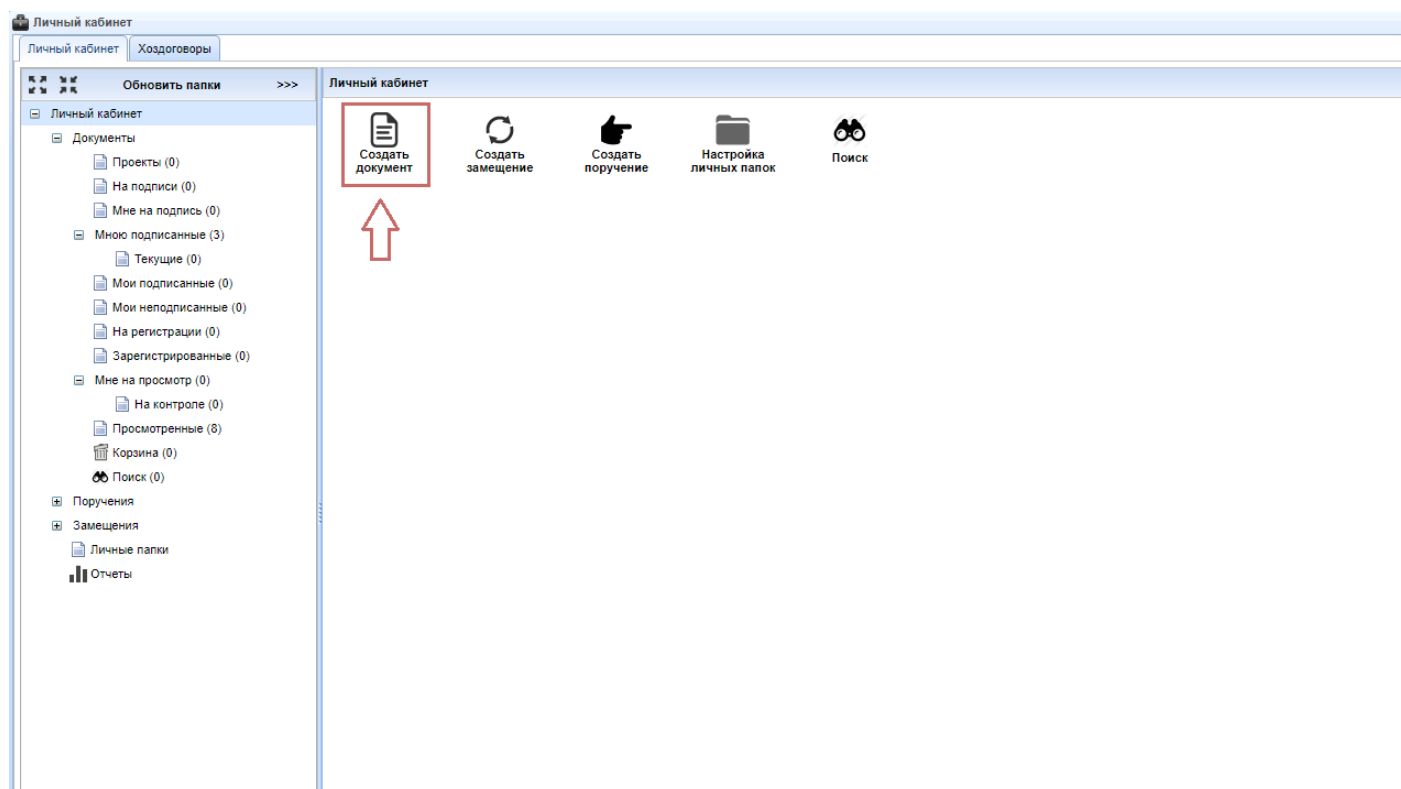 Личный кабинет
Личный кабинет
Хоздоговоры
Обновить папки >>>
Личный кабинет
Документы
Проекты (0)
На подписи (0)
Мне на подпись (0)
Мною подписанные (3)
Текущие (0)
Мои подписанные (0)
Мои неподписанные (0)
На регистрации (0)
Зарегистрированные (0)
Мне на просмотр (0)
На контроле (0)
Просмотренные (8)
Корзина (0)
Поиск (0)
Поручения
Замещения
Личные папки
Отчеты
Личный кабинет
Создать
документ
Создать
замещение
Создать
поручение
Настройка
личных папок
Поиск